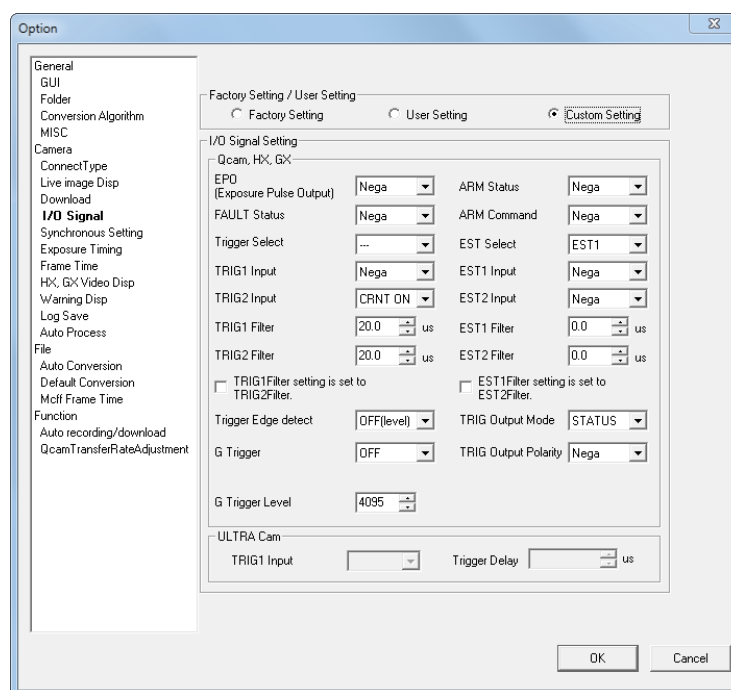 Option
General
GUI
Folder
Conversion Algorithm
MISC
Camera
ConnectType
Live image Disp
Download
I/O Signal
Synchronous Setting
Exposure Timing
Frame Time
HX, GX Video Disp
Warning Disp
Log Save
Auto Process
File
Auto Conversion
Default Conversion
Mcff Frame Time
Function
Auto recording/download
QcamTransferRateAdjustment
Factory Setting / User Setting
Factory Setting User Setting Custom Setting
I/O Signal Setting
Qcam, HX, GX
EPO
(Exposure Pulse Output) Nega ARM Status Nega
FAULT Status Nega ARM Command Nega
Trigger Select --- EST Select EST1
TRIG1 Input Nega EST1 Input Nega
TRIG2 Input CRNT ON EST2 Input Nega
TRIG1 Filter 20.0 us EST1 Filter 0.0 us
TRIG2 Filter 20.0 us EST2 Filter 0.0 us
TRIG1Filter setting is set to
TRIG2Filter.
EST1Filter setting is set to
EST2Filter.
Trigger Edge detect OFF(level) TRIG Output Mode STATUS
G Trigger OFF TRIG Output Polarity Nega
G Trigger Level 4095
ULTRA Cam
TRIG1 Input Trigger Delay us
OK Cancel